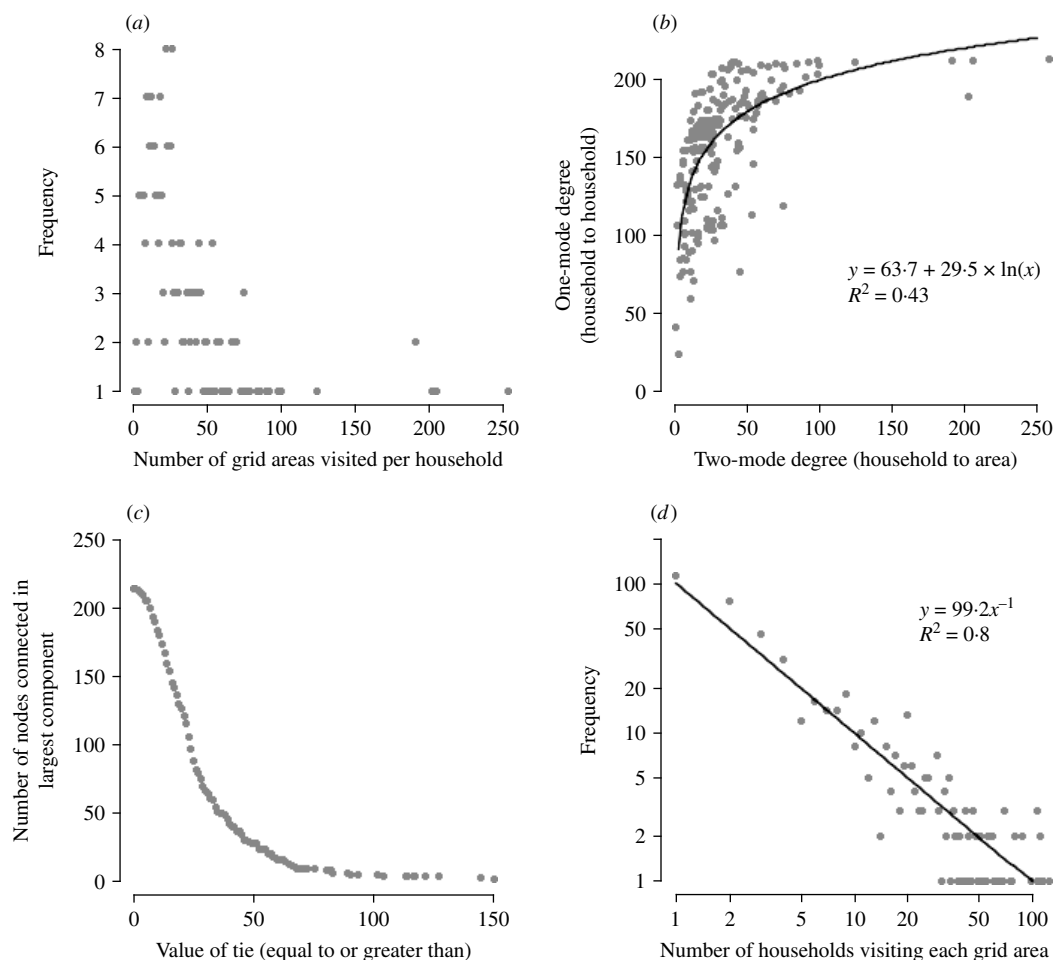 (a)
8
7
6
5
4
3
2
1
Frequency
0 50 100 150 200 250
Number of grid areas visited per household
(b)
200
150
100
50
0
One-mode degree
(household to household)
y = 63·7 + 29·5 × ln(x)
R² = 0·43
0 50 100 150 200 250
Two-mode degree (household to area)
(c)
250
200
150
100
50
0
Number of nodes connected in
largest component
0 50 100 150
Value of tie (equal to or greater than)
(d)
100
50
20
10
5
2
1
Frequency
y = 99·2x⁻¹
R² = 0·8
1 2 5 10 20 50 100
Number of households visiting each grid area